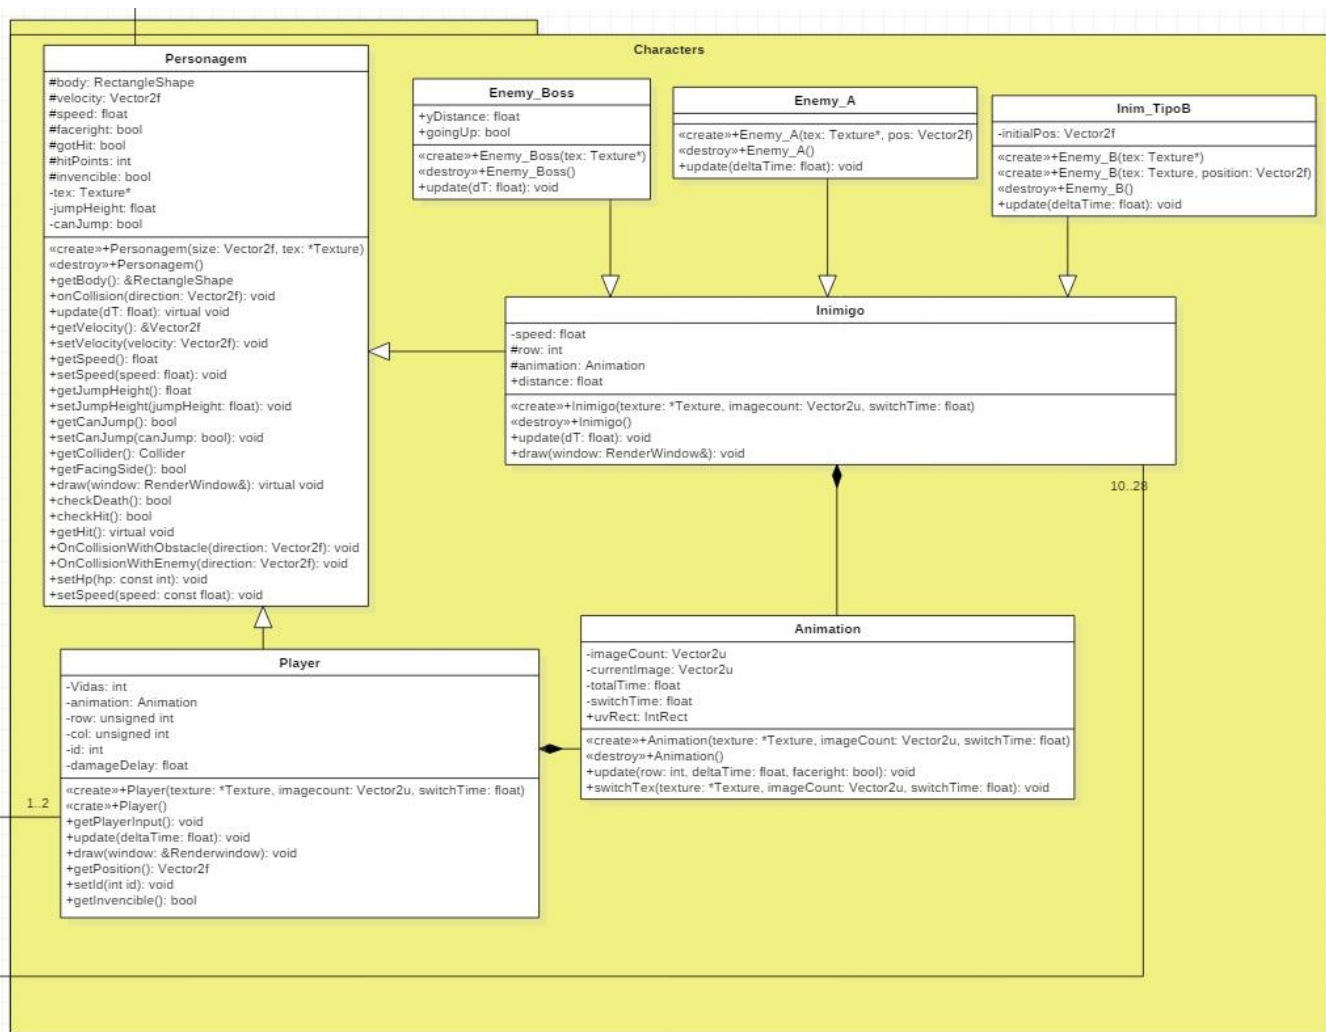 Characters
Personagem
#body: RectangleShape
#velocity: Vector2f
#speed: float
#faceright: bool
#gotHit: bool
#hitPoints: int
#invencible: bool
-tex: Texture*
-jumpHeight: float
-canJump: bool
«create»+Personagem(size: Vector2f, tex: *Texture)
«destroy»+Personagem()
+getBody(): &RectangleShape
+onCollision(direction: Vector2f): void
+update(dT: float): virtual void
+getVelocity(): &Vector2f
+setVelocity(velocity: Vector2f): void
+getSpeed(): float
+setSpeed(speed: float): void
+getJumpHeight(): float
+setJumpHeight(jumpHeight: float): void
+getCanJump(): bool
+setCanJump(canJump: bool): void
+getCollider(): Collider
+getFacingSide(): bool
+draw(window: RenderWindow&): virtual void
+checkDeath(): bool
+checkHit(): bool
+getHit(): virtual void
+OnCollisionWithObstacle(direction: Vector2f): void
+OnCollisionWithEnemy(direction: Vector2f): void
+setHp(hp: const int): void
+setSpeed(speed: const float): void
Enemy_Boss
+yDistance: float
+goingUp: bool
«create»+Enemy_Boss(tex: Texture*)
«destroy»+Enemy_Boss()
+update(dT: float): void
Enemy_A
«create»+Enemy_A(tex: Texture*, pos: Vector2f)
«destroy»+Enemy_A()
+update(deltaTime: float): void
Inim_TipoB
-initialPos: Vector2f
«create»+Enemy_B(tex: Texture*)
«create»+Enemy_B(tex: Texture, position: Vector2f)
«destroy»+Enemy_B()
+update(deltaTime: float): void
Inimigo
-speed: float
#row: int
#animation: Animation
+distance: float
«create»+Inimigo(texture: *Texture, imagecount: Vector2u, switchTime: float)
«destroy»+Inimigo()
+update(dT: float): void
+draw(window: RenderWindow&): void
10..28
Player
-Vidas: int
-animation: Animation
-row: unsigned int
-col: unsigned int
-id: int
-damageDelay: float
«create»+Player(texture: *Texture, imagecount: Vector2u, switchTime: float)
«crate»+Player()
+getPlayerInput(): void
+update(deltaTime: float): void
+draw(window: &Renderwindow): void
+getPosition(): Vector2f
+setId(int id): void
+getInvencible(): bool
1..2
Animation
-imageCount: Vector2u
-currentImage: Vector2u
-totalTime: float
-switchTime: float
+uvRect: IntRect
«create»+Animation(texture: *Texture, imageCount: Vector2u, switchTime: float)
«destroy»+Animation()
+update(row: int, deltaTime: float, faceright: bool): void
+switchTex(texture: *Texture, imageCount: Vector2u, switchTime: float): void